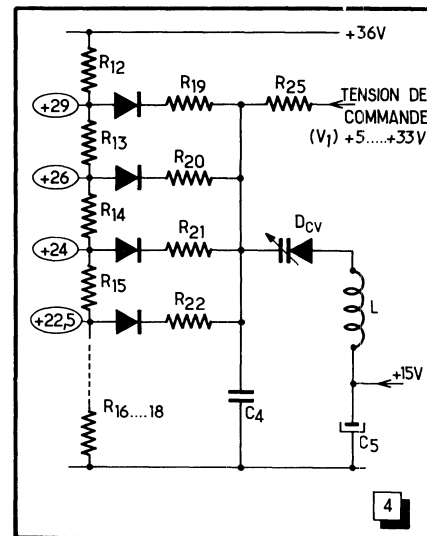 +36V
R12
+29
R19
R25
TENSION DE
COMMANDE
(V1) +5.....+33V
R13
+26
R20
R14
+24
R21
DCV
R15
L
+22,5
R22
+15V
R16....18
C4
C5
4